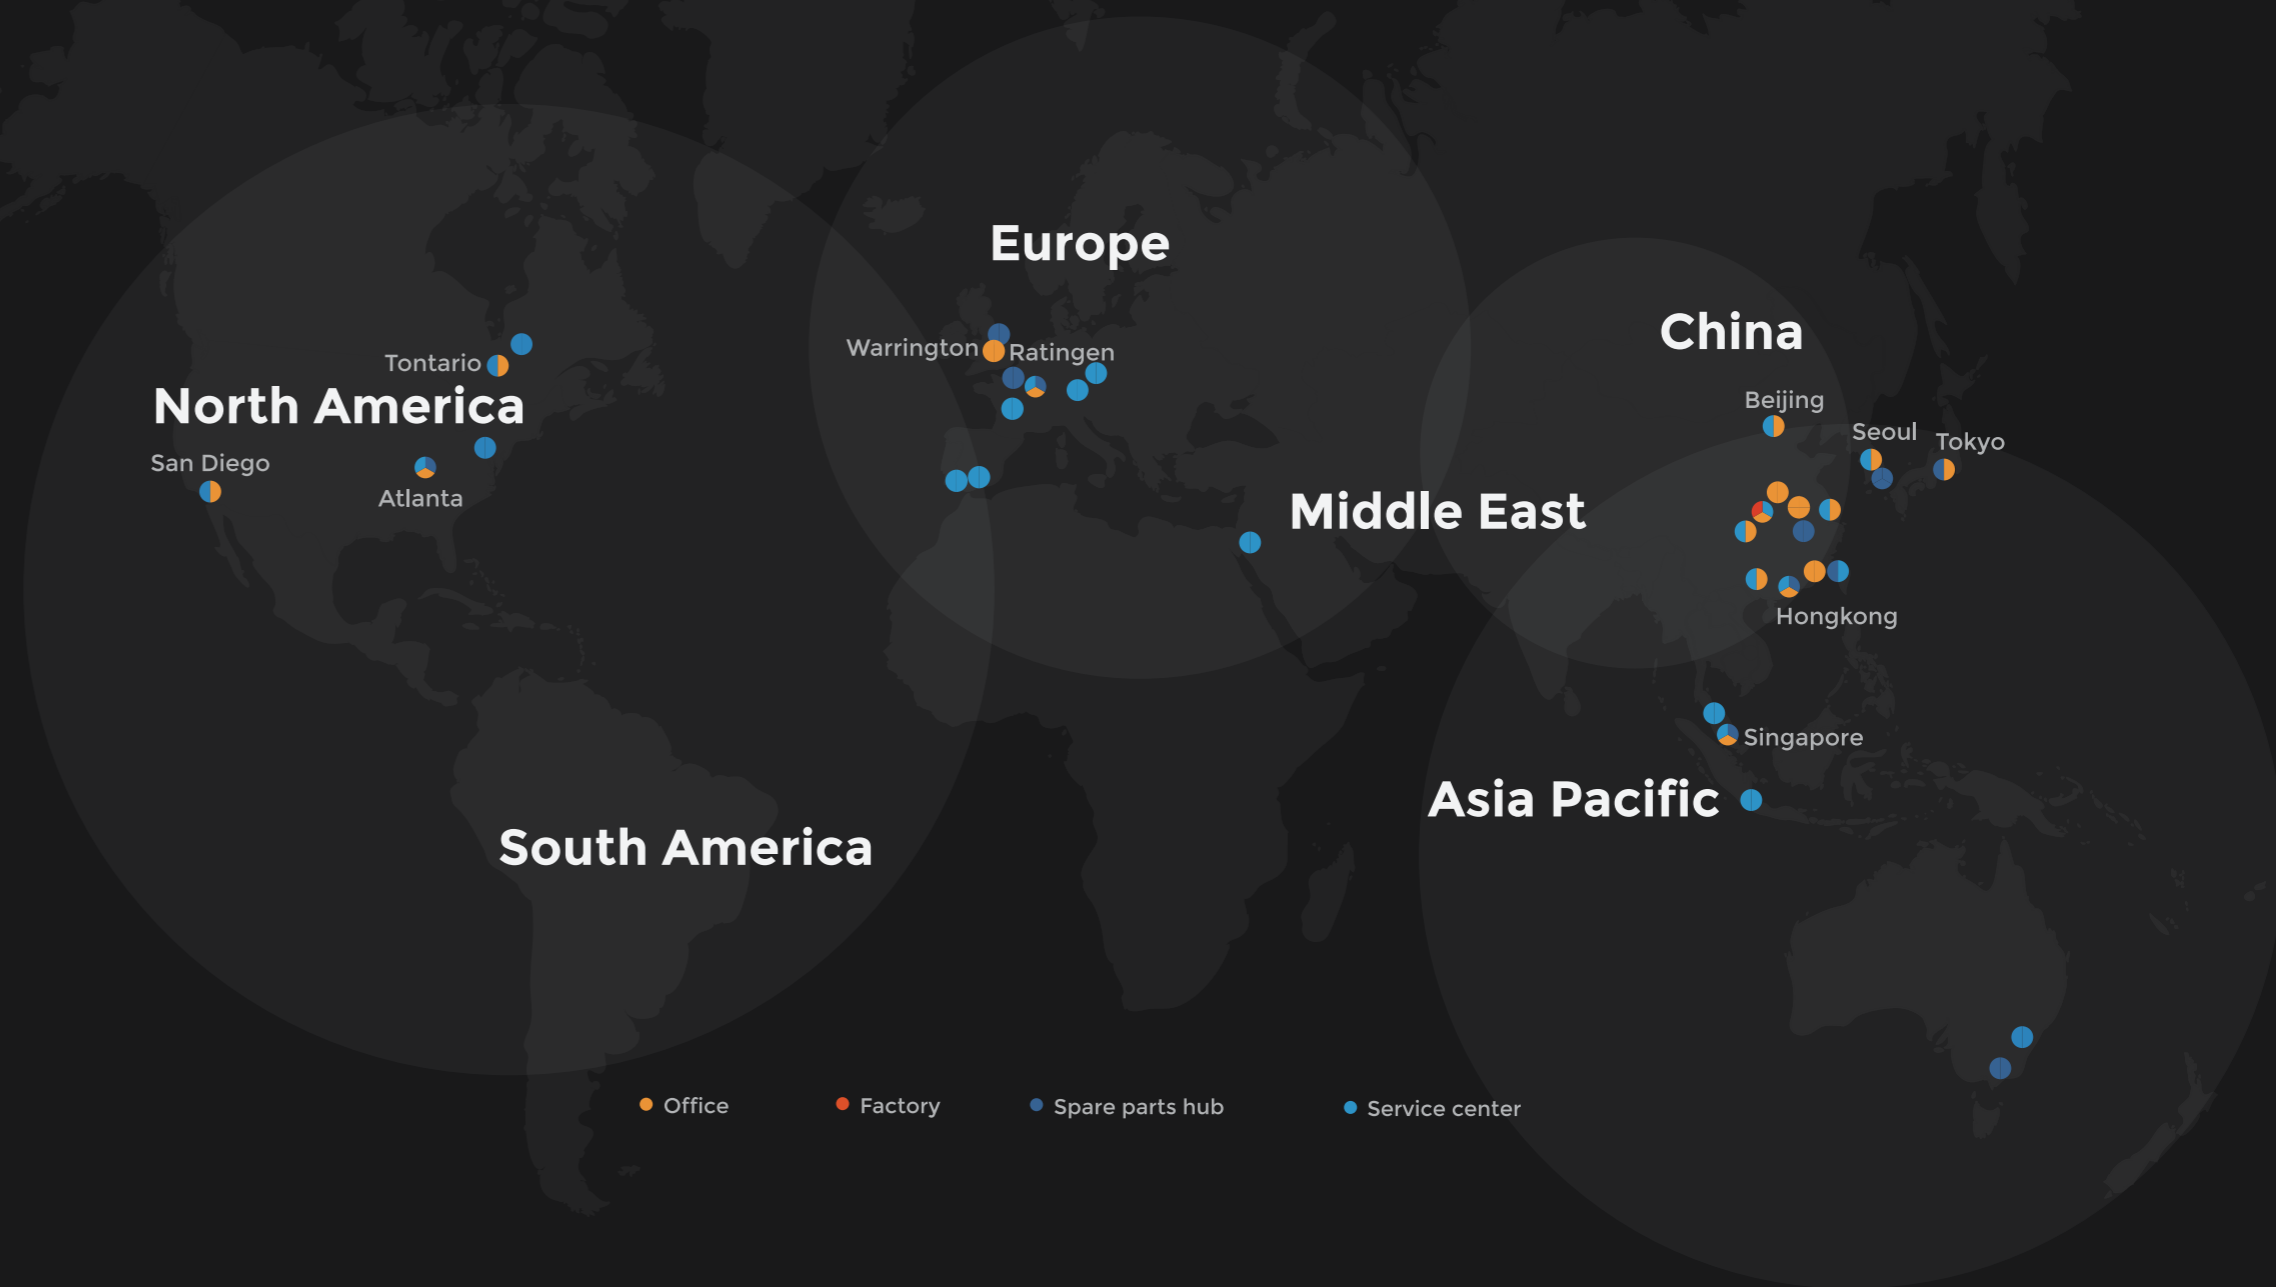 Europe
China
Tontario
Warrington
Ratingen
North America
Beijing
Seoul
Tokyo
San Diego
Atlanta
Middle East
Hongkong
Singapore
Asia Pacific
South America
Office
Factory
Spare parts hub
Service center